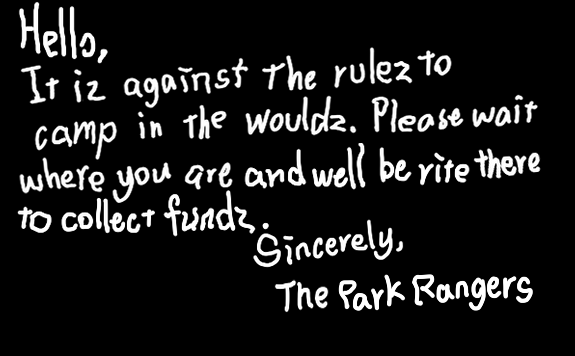 Hello,
It iz against the rulez to
camp in the wouldz. Please wait
where you are and well be rite there
to collect fundz.
Sincerely,
The Park Rangers